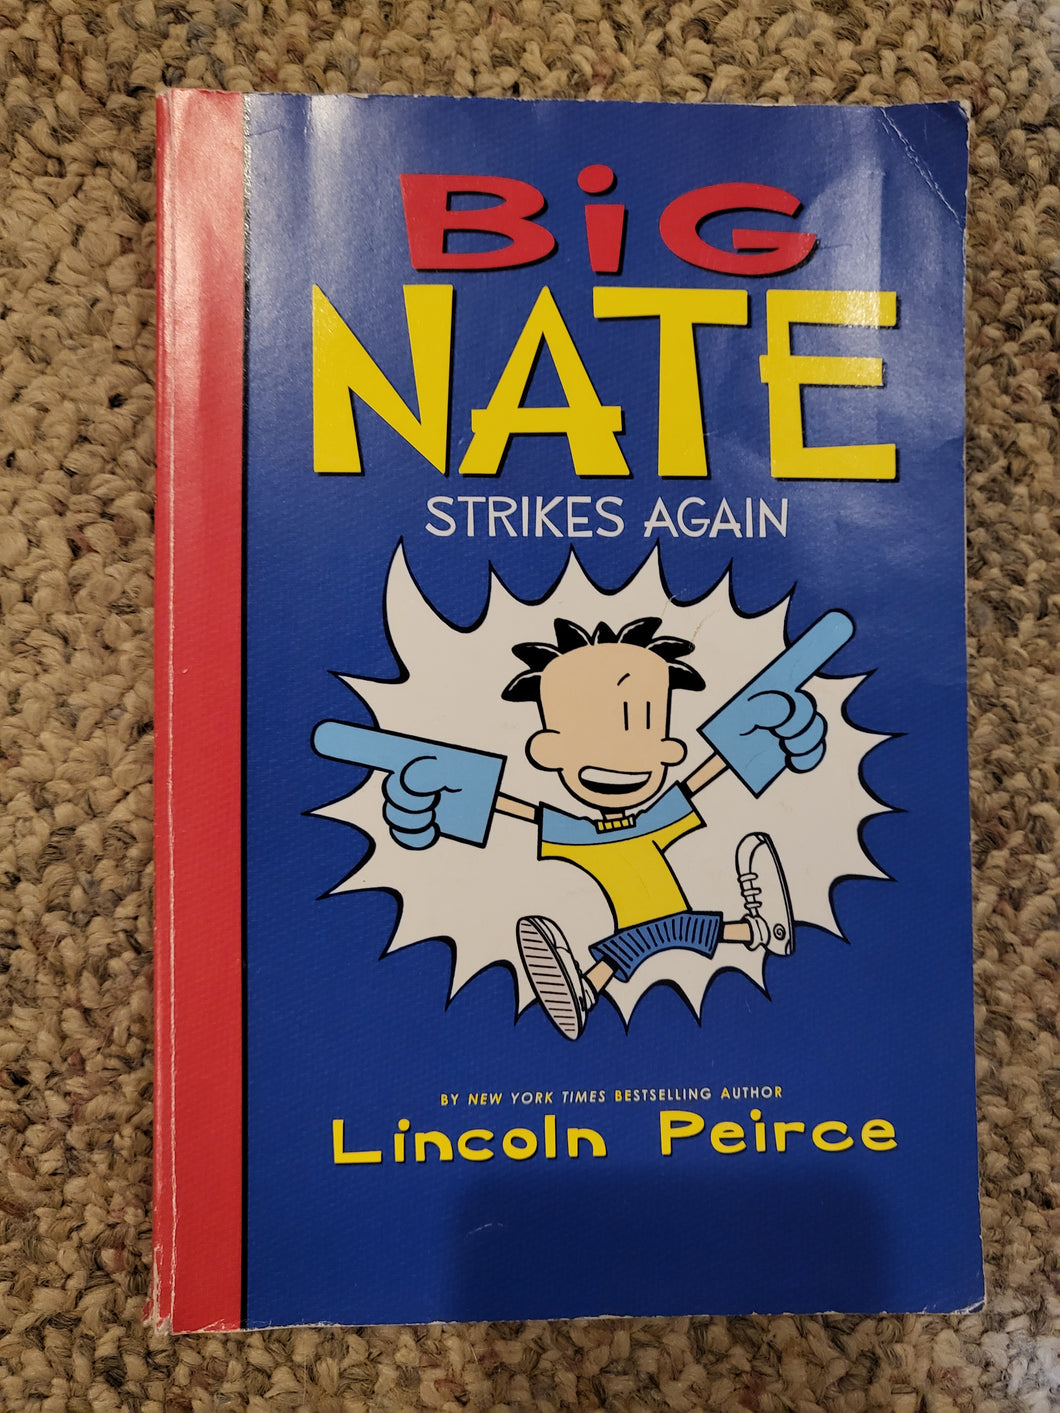 BiG
NATE
STRIKES AGAIN
BY NEW YORK TIMES BESTSELLING AUTHOR
Lincoln Peirce